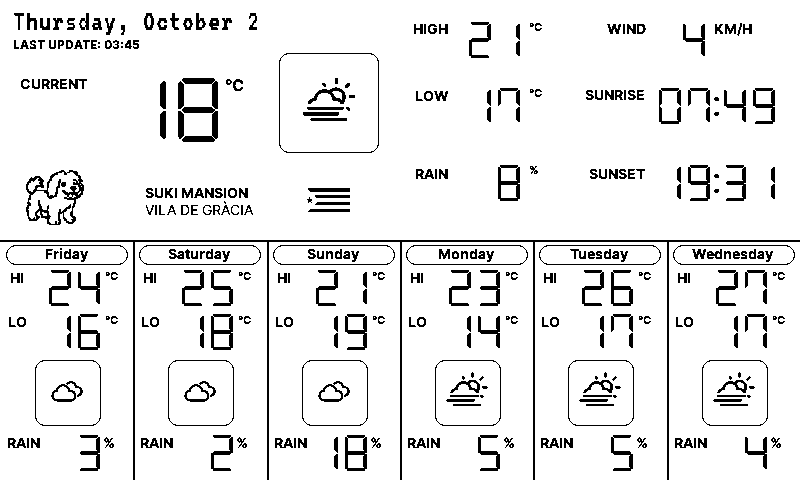 Thursday, October 2
LAST UPDATE: 03:45
CURRENT
18 °C
SUKI MANSION
VILA DE GRÀCIA
HIGH 21 °C
LOW 17 °C
RAIN 8 %
WIND 4 KM/H
SUNRISE 07:49
SUNSET 19:31
Friday
HI 24 °C
LO 16 °C
RAIN 3 %
Saturday
HI 25 °C
LO 18 °C
RAIN 2 %
Sunday
HI 21 °C
LO 19 °C
RAIN 18 %
Monday
HI 23 °C
LO 14 °C
RAIN 5 %
Tuesday
HI 26 °C
LO 17 °C
RAIN 5 %
Wednesday
HI 27 °C
LO 17 °C
RAIN 4 %